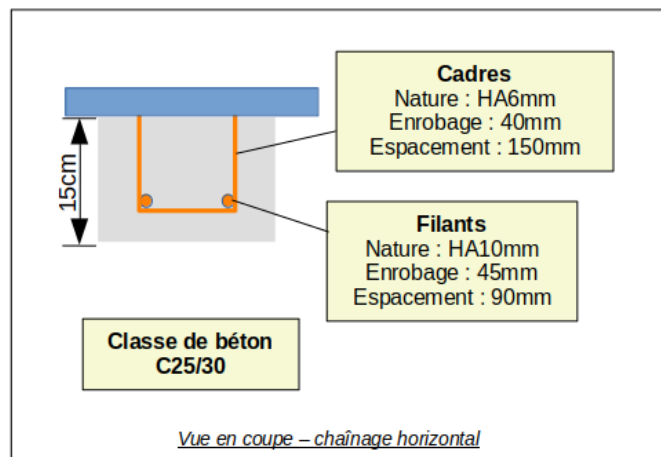 Cadres
Nature : HA6mm
Enrobage : 40mm
Espacement : 150mm
15cm
Filants
Nature : HA10mm
Enrobage : 45mm
Espacement : 90mm
Classe de béton
C25/30
Vue en coupe – chaînage horizontal